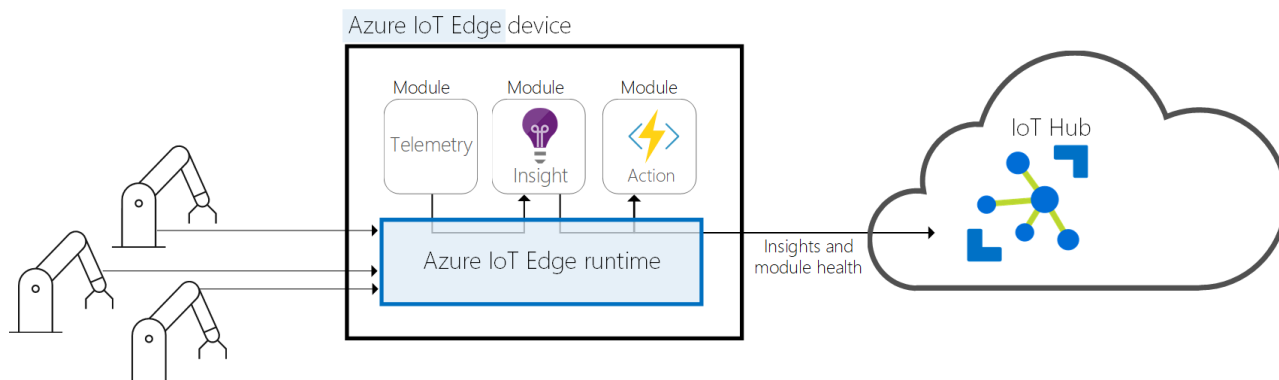 Azure IoT Edge device
Module
Module
Module
Telemetry
Insight
Action
IoT Hub
Azure IoT Edge runtime
Insights and
module health